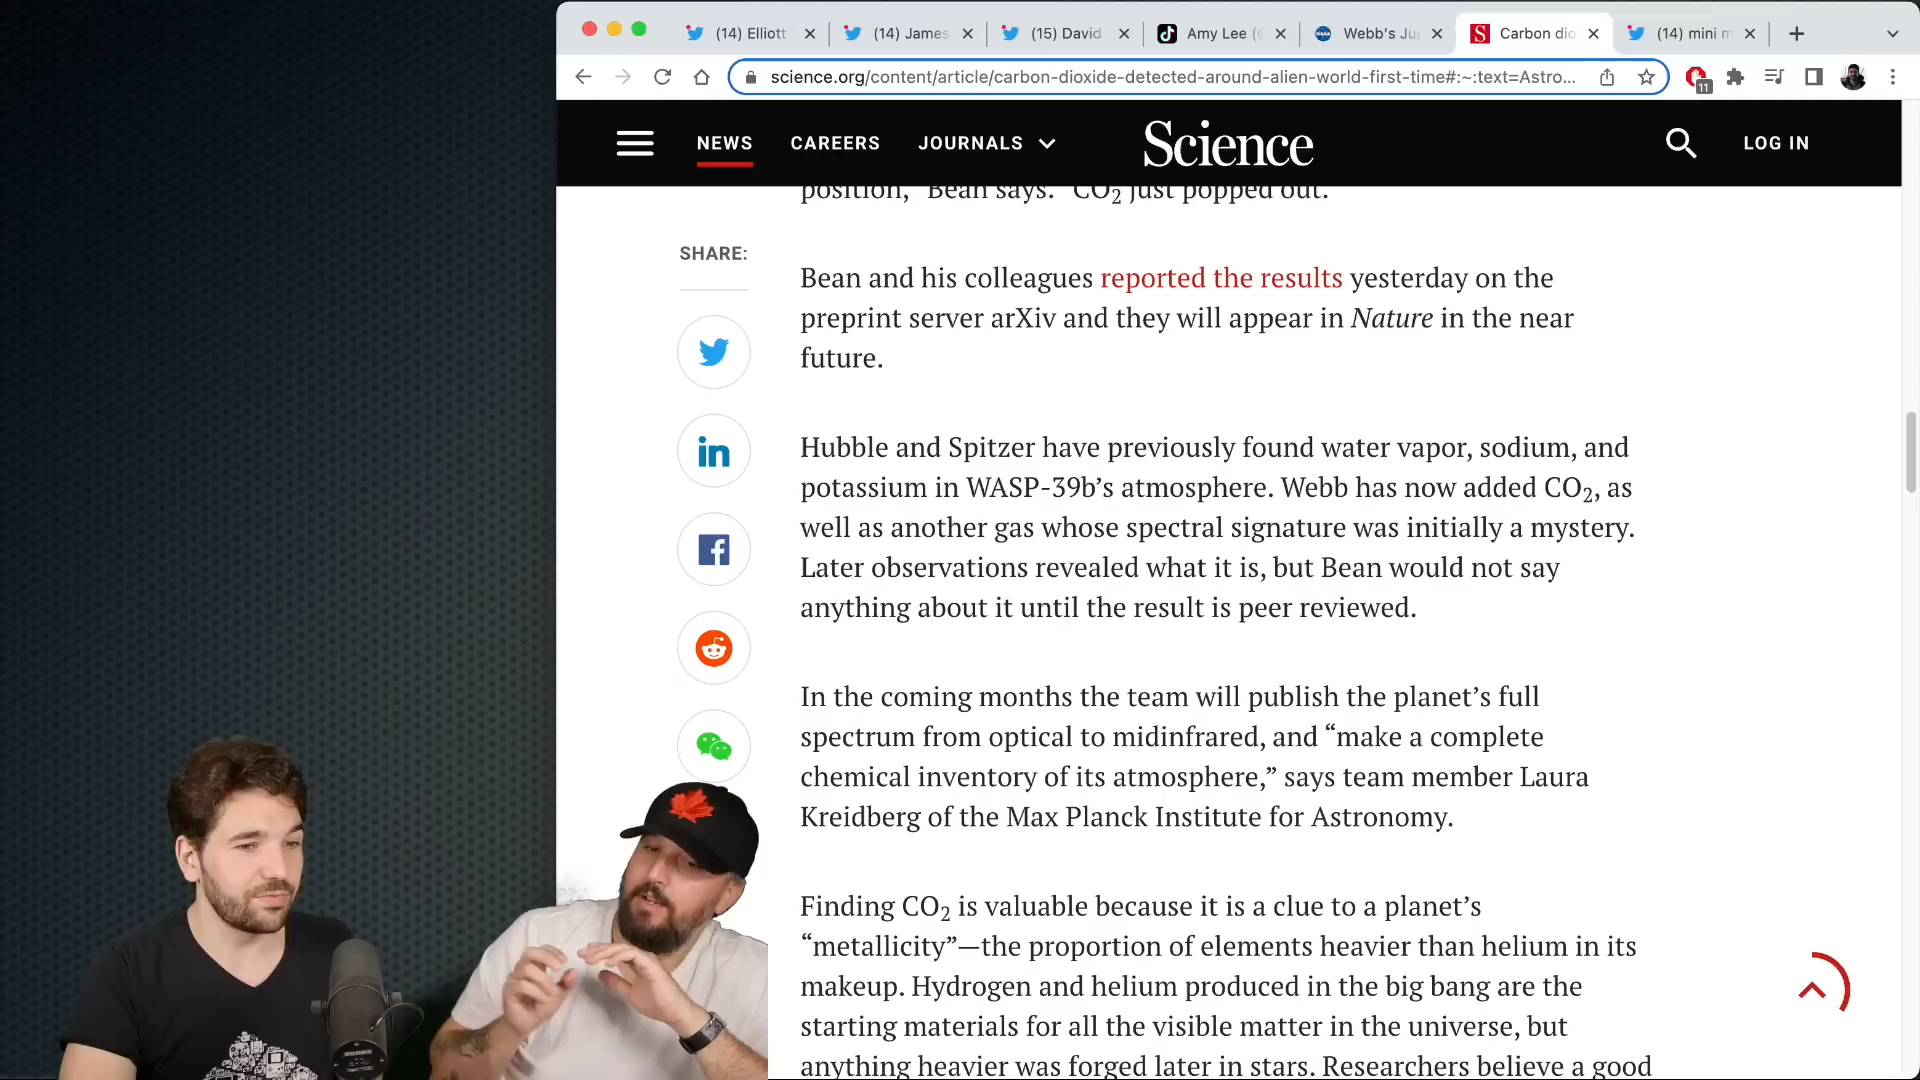 (14) Elliott
(14) James
(15) David
Amy Lee (@
Webb's Ju
Carbon dio
(14) mini m
science.org/content/article/carbon-dioxide-detected-around-alien-world-first-time#:~:text=Astro...
11
NEWS
CAREERS
JOURNALS
Science
LOG IN
position,” Bean says. “CO₂ just popped out.”
SHARE:
Bean and his colleagues reported the results yesterday on the
preprint server arXiv and they will appear in Nature in the near
future.
Hubble and Spitzer have previously found water vapor, sodium, and
potassium in WASP-39b’s atmosphere. Webb has now added CO₂, as
well as another gas whose spectral signature was initially a mystery.
Later observations revealed what it is, but Bean would not say
anything about it until the result is peer reviewed.
In the coming months the team will publish the planet’s full
spectrum from optical to midinfrared, and “make a complete
chemical inventory of its atmosphere,” says team member Laura
Kreidberg of the Max Planck Institute for Astronomy.
Finding CO₂ is valuable because it is a clue to a planet’s
“metallicity”—the proportion of elements heavier than helium in its
makeup. Hydrogen and helium produced in the big bang are the
starting materials for all the visible matter in the universe, but
anything heavier was forged later in stars. Researchers believe a good